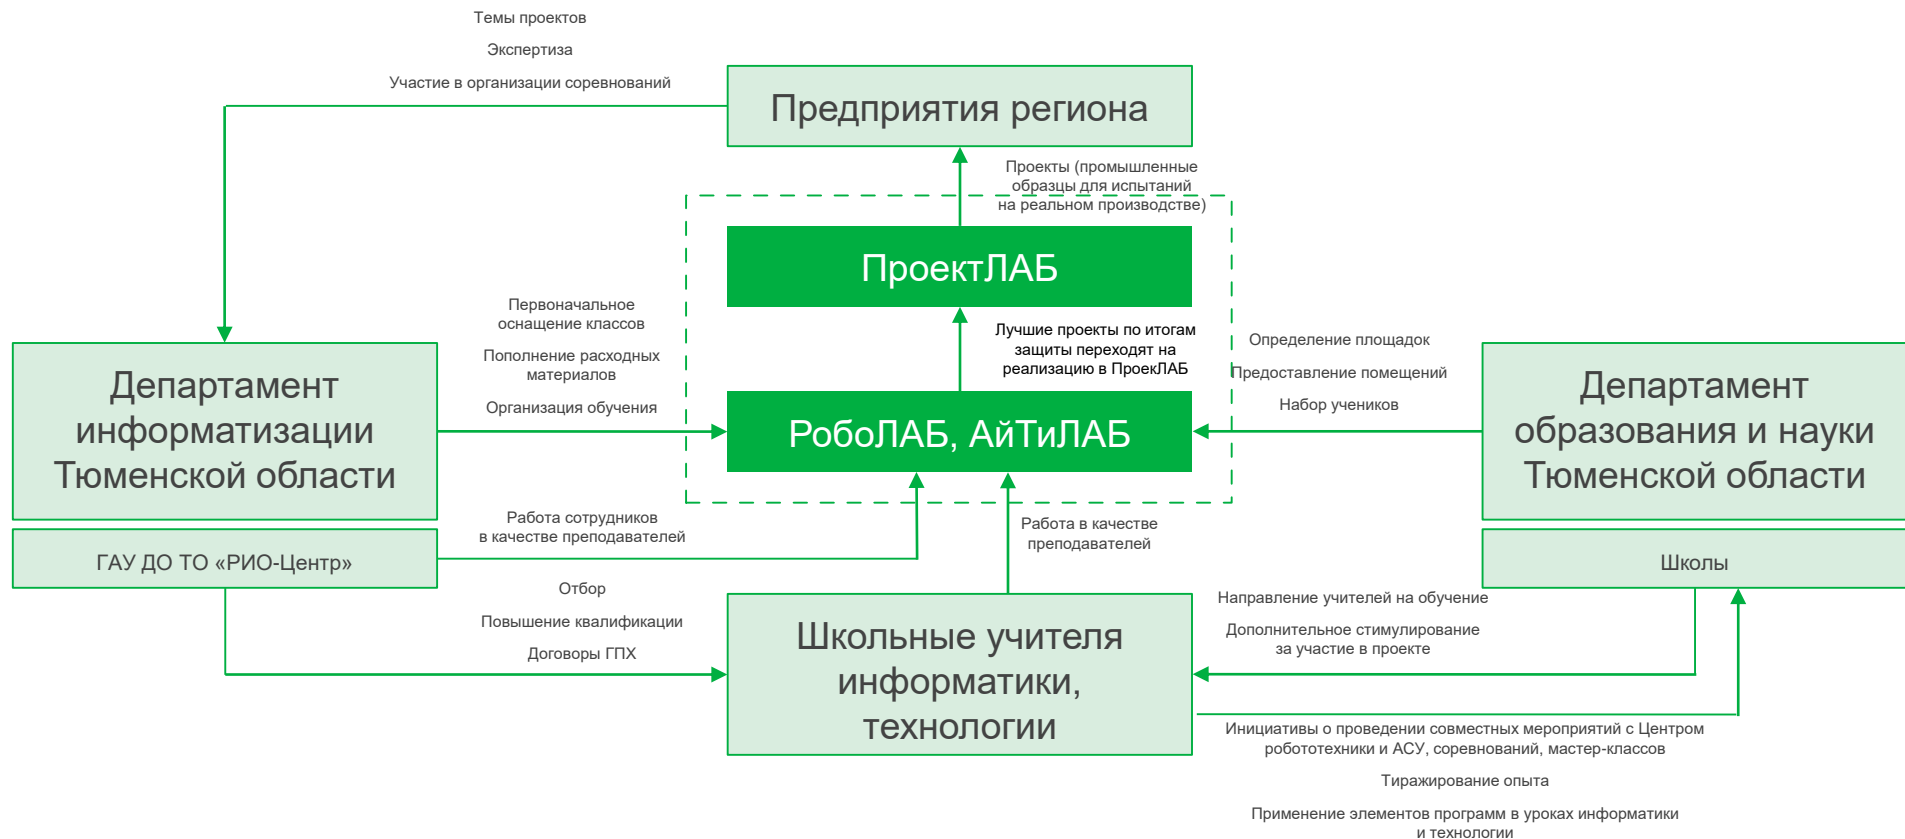 Темы проектов
Экспертиза
Участие в организации соревнований
Предприятия региона
Проекты (промышленные
образцы для испытаний
на реальном производстве)
ПроектЛАБ
Первоначальное
оснащение классов
Пополнение расходных
материалов
Организация обучения
Лучшие проекты по итогам
защиты переходят на
реализацию в ПроекЛАБ
Определение площадок
Предоставление помещений
Набор учеников
Департамент
информатизации
Тюменской области
РобоЛАБ, АйТиЛАБ
Департамент
образования и науки
Тюменской области
ГАУ ДО ТО «РИО-Центр»
Работа сотрудников
в качестве преподавателей
Работа в качестве
преподавателей
Школы
Отбор
Повышение квалификации
Договоры ГПХ
Школьные учителя
информатики,
технологии
Направление учителей на обучение
Дополнительное стимулирование
за участие в проекте
Инициативы о проведении совместных мероприятий с Центром
робототехники и АСУ, соревнований, мастер-классов
Тиражирование опыта
Применение элементов программ в уроках информатики
и технологии